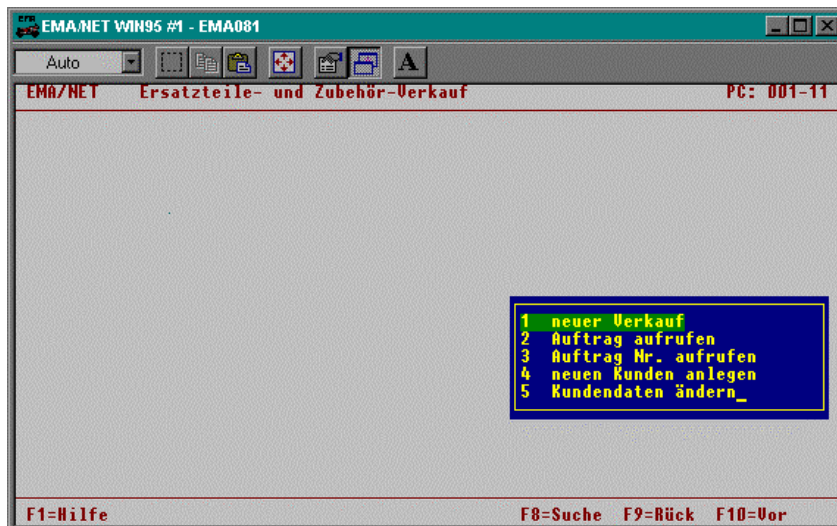 EMA/NET WIN95 #1 - EMA081
Auto
A
EMA/NET Ersatzteile- und Zubehör-Verkauf PC: 001-11
1 neuer Verkauf
2 Auftrag aufrufen
3 Auftrag Nr. aufrufen
4 neuen Kunden anlegen
5 Kundendaten ändern_
F1=Hilfe F8=Suche F9=Rück F10=Vor